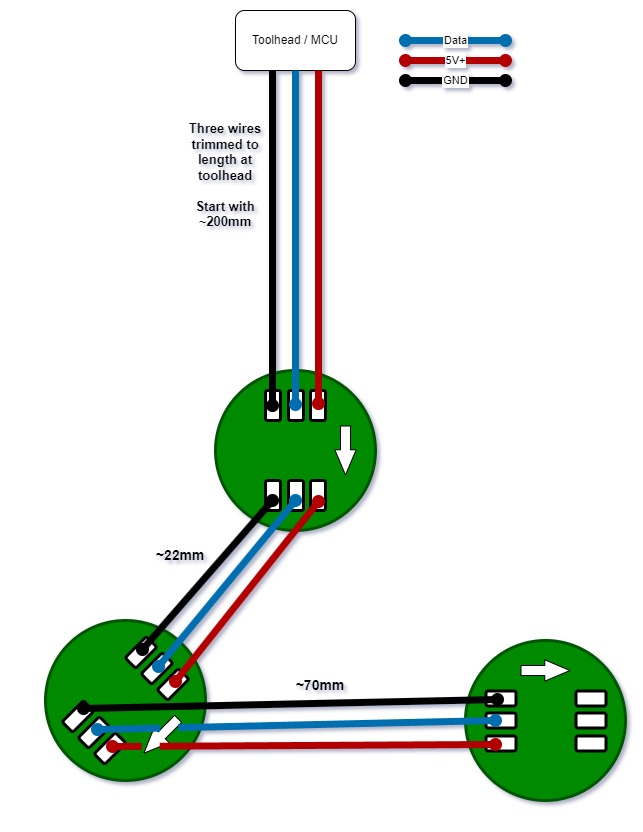 Toolhead / MCU
Data
5V+
GND
Three wires
trimmed to
length at
toolhead
Start with
~200mm
~22mm
~70mm